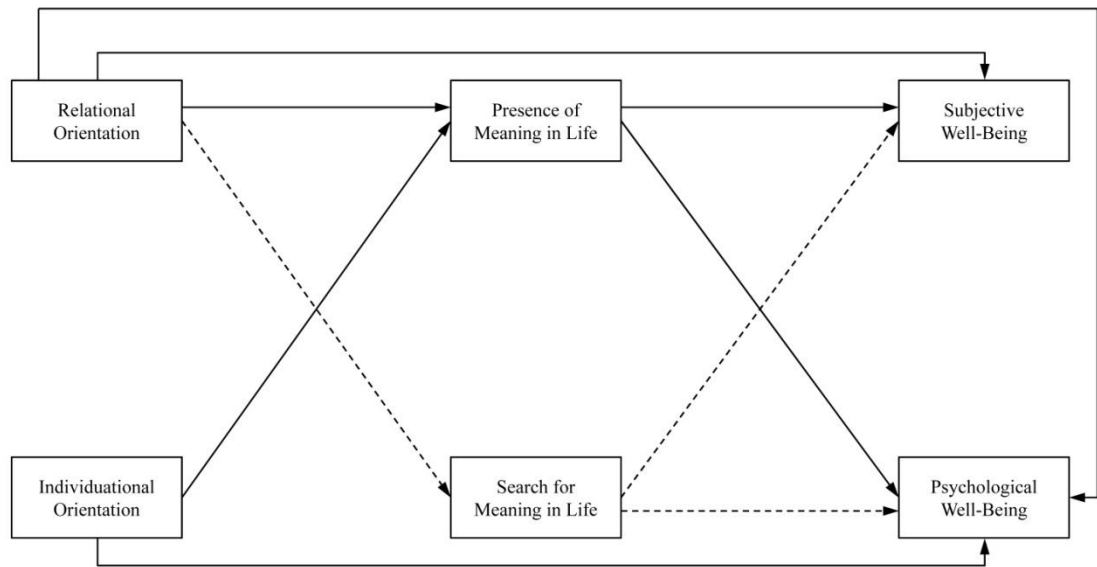 Relational
Orientation
Presence of
Meaning in Life
Subjective
Well-Being
Individuational
Orientation
Search for
Meaning in Life
Psychological
Well-Being